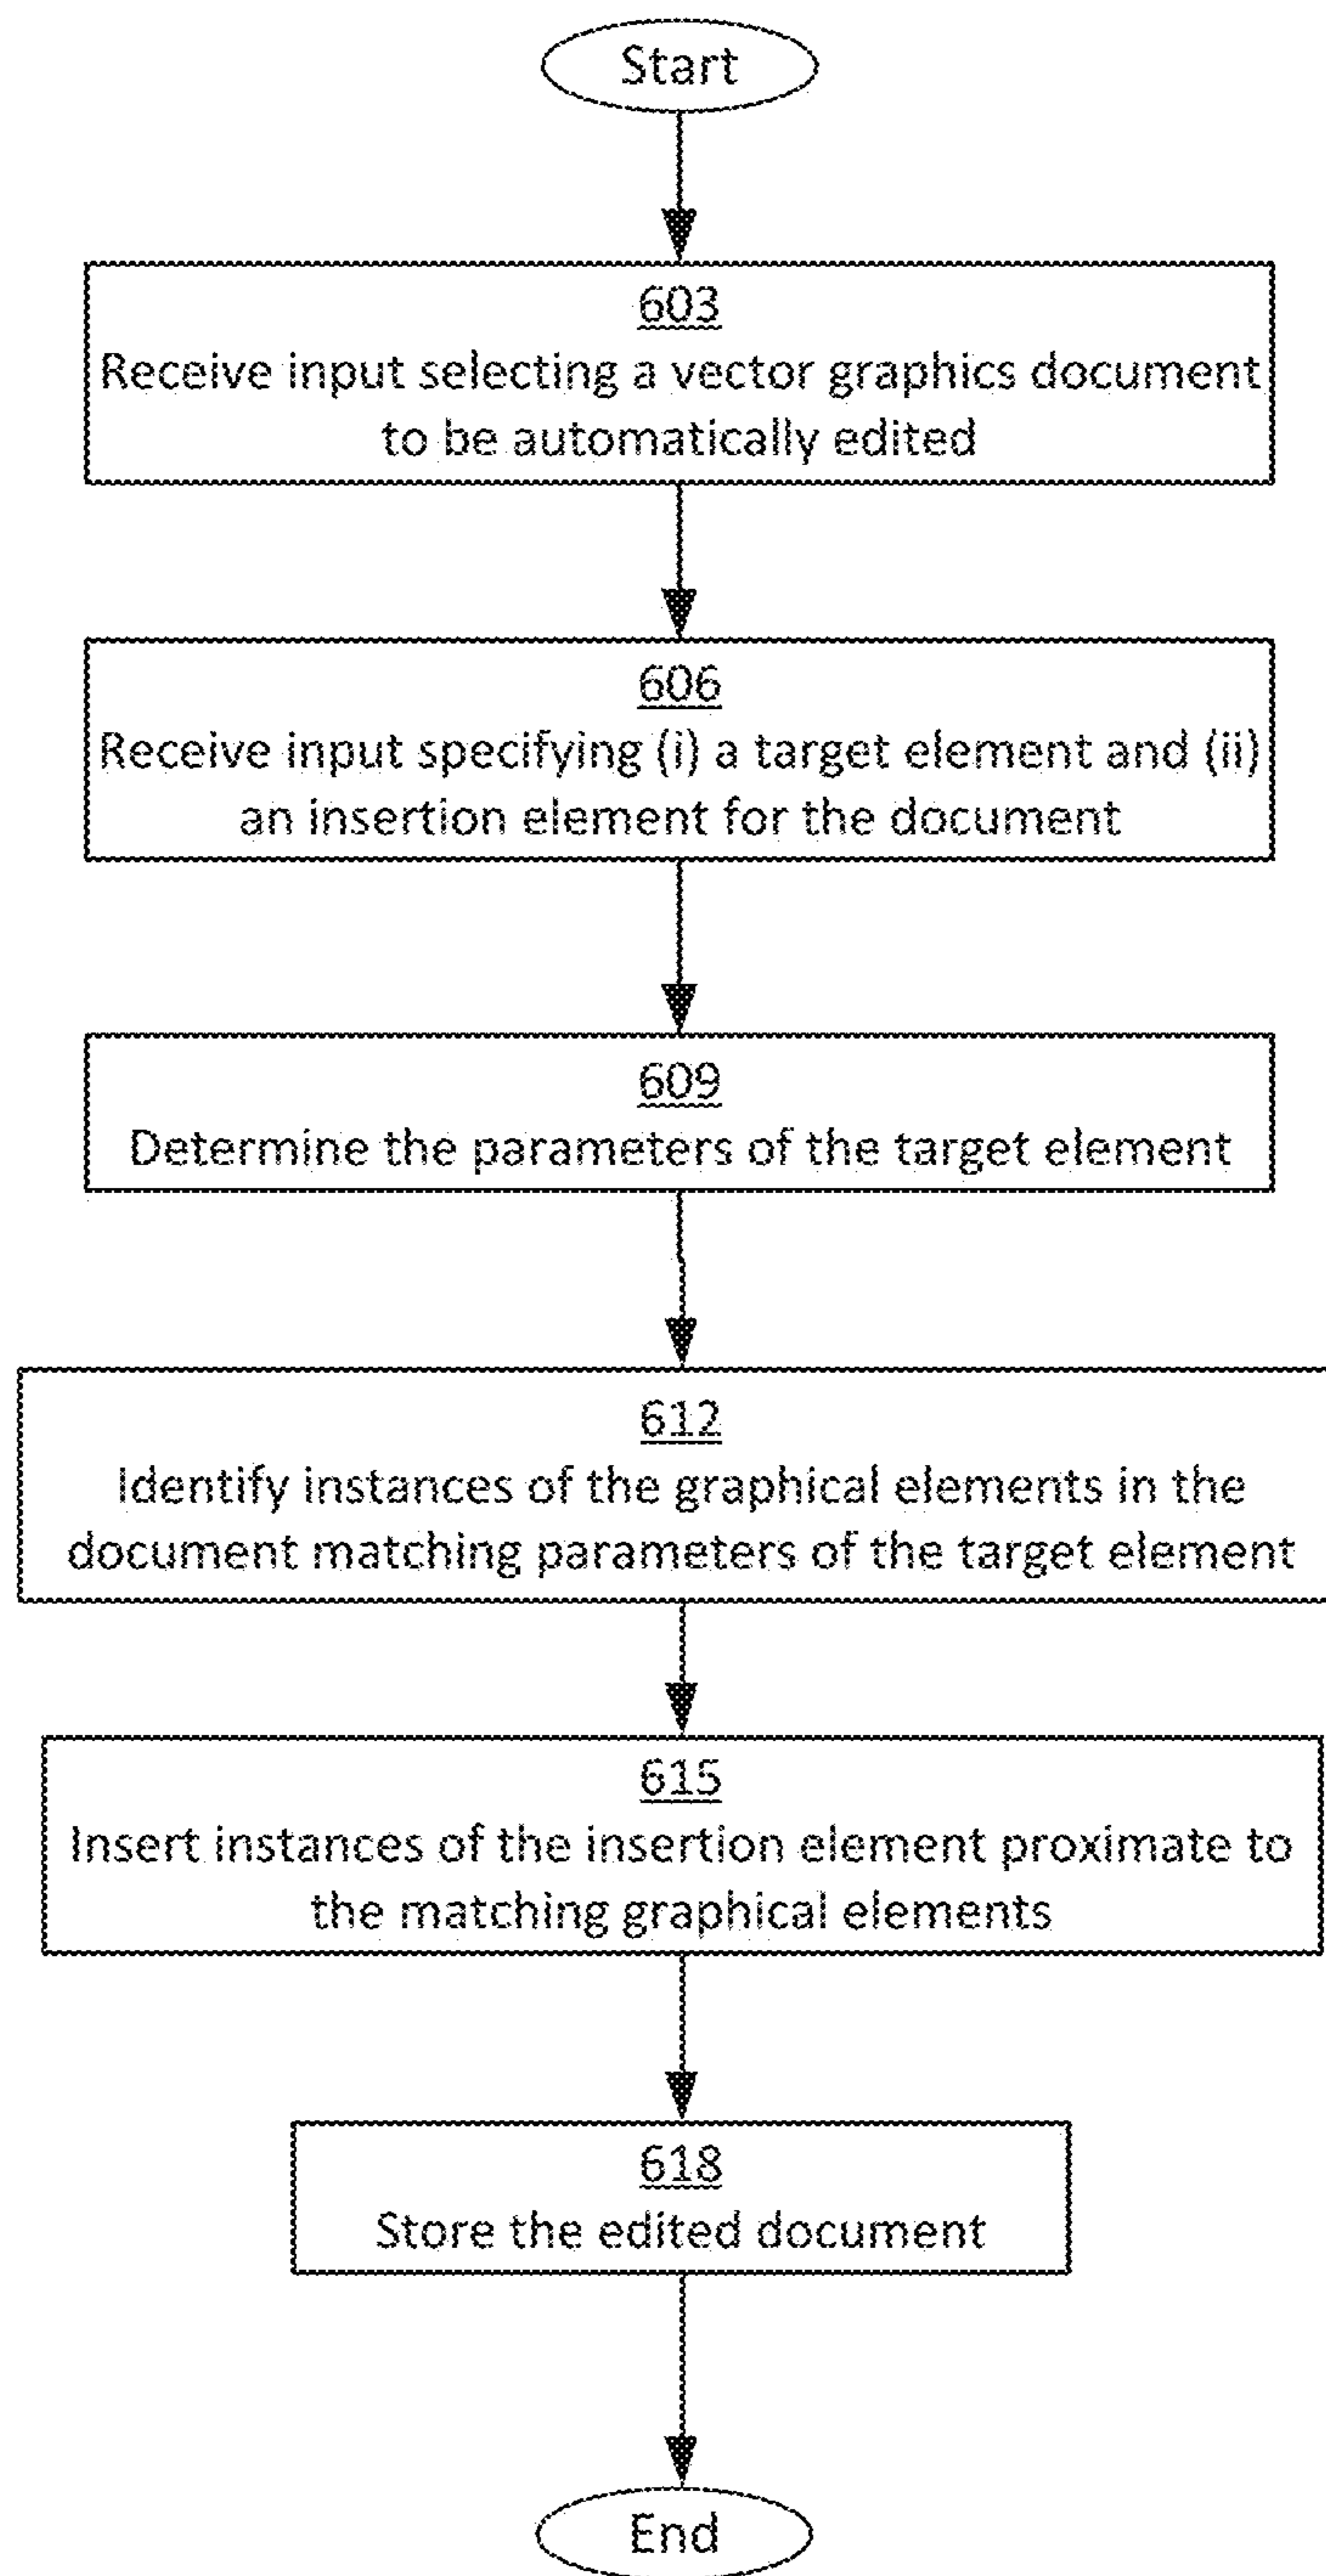 Start
603
Receive input selecting a vector graphics document
to be automatically edited
606
Receive input specifying (i) a target element and (ii)
an insertion element for the document
609
Determine the parameters of the target element
612
Identify instances of the graphical elements in the
document matching parameters of the target element
615
Insert instances of the insertion element proximate to
the matching graphical elements
618
Store the edited document
End